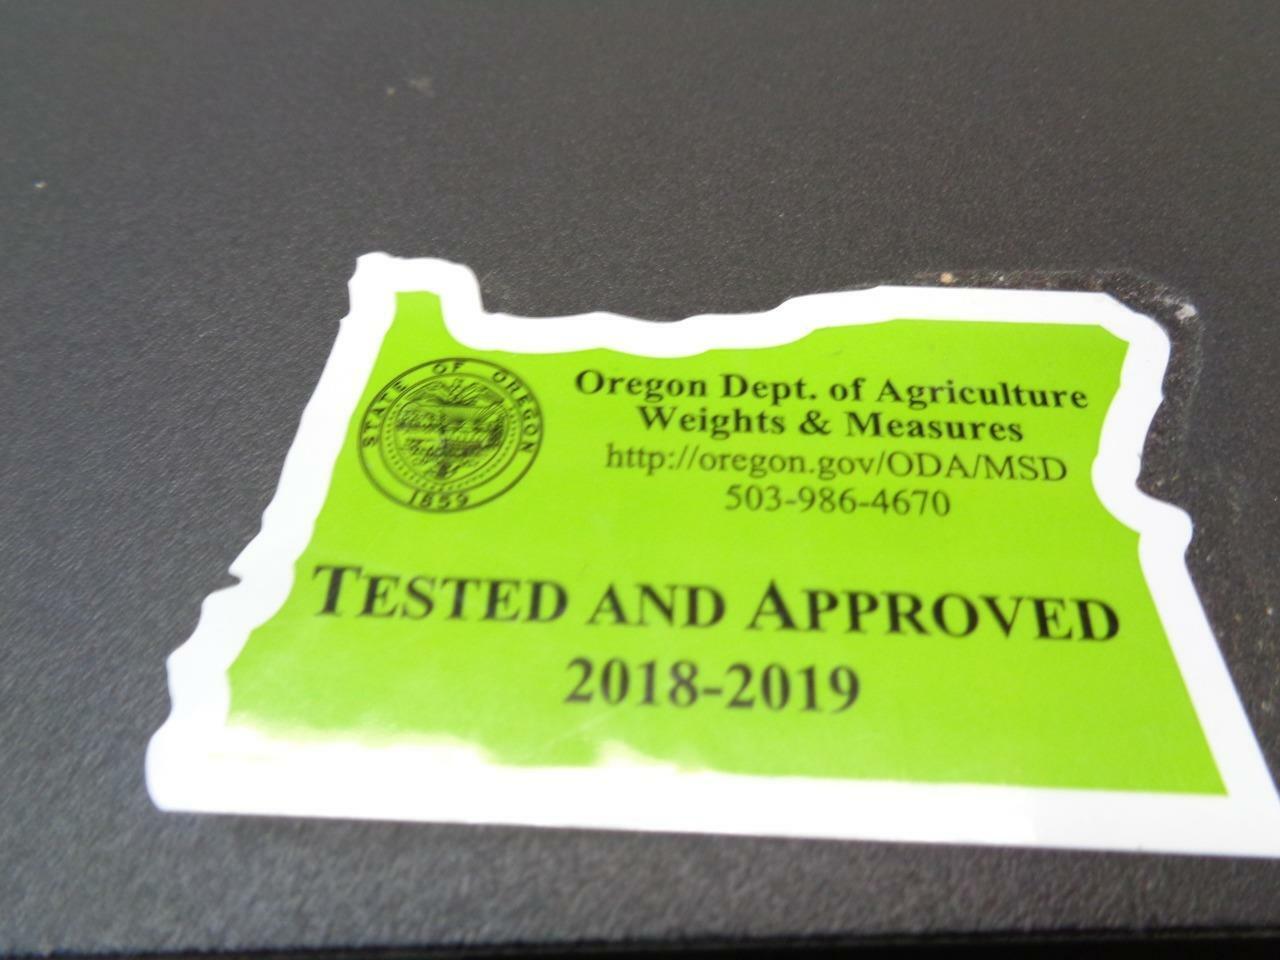 STATE OF OREGON
1859
Oregon Dept. of Agriculture
Weights & Measures
http://oregon.gov/ODA/MSD
503-986-4670
TESTED AND APPROVED
2018-2019